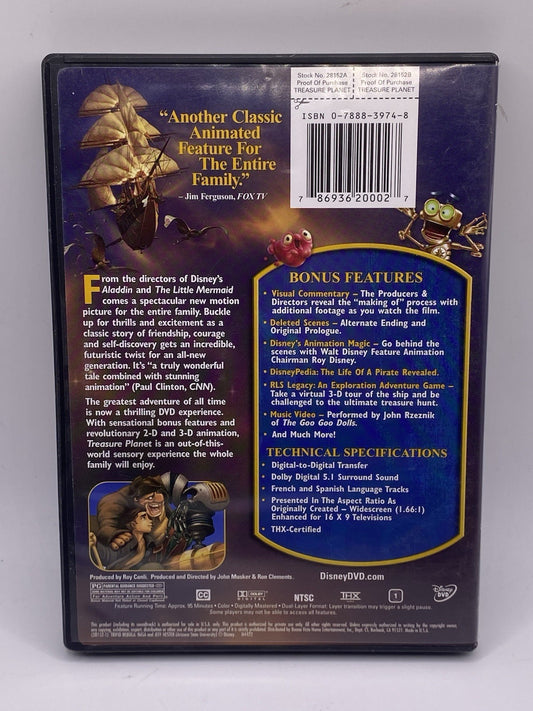 Stock No. 28152A
Proof Of Purchase
TREASURE PLANET
Stock No. 28152B
Proof Of Purchase
TREASURE PLANET
ISBN 0-7888-3974-8
7 86936 20002 7
“Another Classic
Animated
Feature For
The Entire
Family.”
– Jim Ferguson, FOX TV
From the directors of Disney's
Aladdin and The Little Mermaid
comes a spectacular new motion
picture for the entire family. Buckle
up for thrills and excitement as a
classic story of friendship, courage
and self-discovery gets an incredible,
futuristic twist for an all-new
generation. It's “a truly wonderful
tale combined with stunning
animation” (Paul Clinton, CNN).
The greatest adventure of all time
is now a thrilling DVD experience.
With sensational bonus features and
revolutionary 2-D and 3-D animation,
Treasure Planet is an out-of-this-
world sensory experience the whole
family will enjoy.
BONUS FEATURES
• Visual Commentary – The Producers &
Directors reveal the “making of” process with
additional footage as you watch the film.
• Deleted Scenes – Alternate Ending and
Original Prologue.
• Disney's Animation Magic – Go behind the
scenes with Walt Disney Feature Animation
Chairman Roy Disney.
• DisneyPedia: The Life Of A Pirate Revealed.
• RLS Legacy: An Exploration Adventure Game –
Take a virtual 3-D tour of the ship and be
challenged to the ultimate treasure hunt.
• Music Video – Performed by John Rzeznik
of The Goo Goo Dolls.
• And Much More!
TECHNICAL SPECIFICATIONS
• Digital-to-Digital Transfer
• Dolby Digital 5.1 Surround Sound
• French and Spanish Language Tracks
• Presented In The Aspect Ratio As
Originally Created – Widescreen (1.66:1)
Enhanced for 16 X 9 Televisions
• THX-Certified
Produced by Roy Conli. Produced and Directed by John Musker & Ron Clements.
DisneyDVD.com
PG PARENTAL GUIDANCE SUGGESTED
For Adventure Action and Peril
CC
DOLBY DIGITAL
NTSC
THX
1
Disney DVD
Feature Running Time: Approx. 95 Minutes • Color • Digitally Mastered • Dual-Layer Format: Layer transition may trigger a slight pause.
Some players may not be able to access all features.